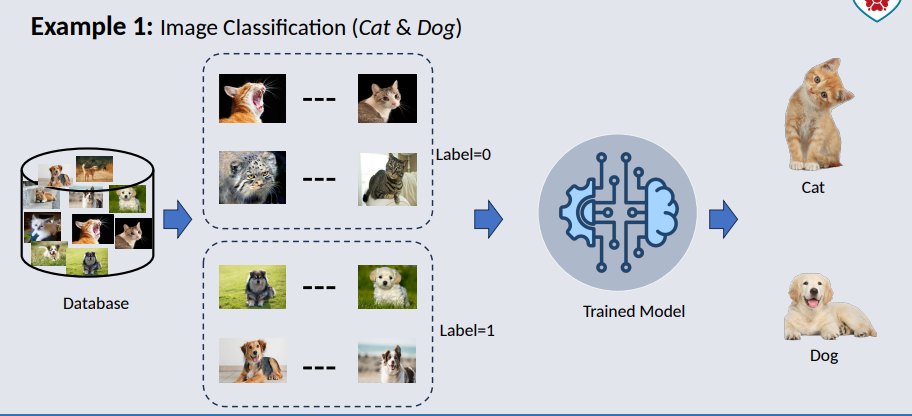 Example 1: Image Classification (Cat & Dog)
Database
Label=0
Label=1
Trained Model
Cat
Dog